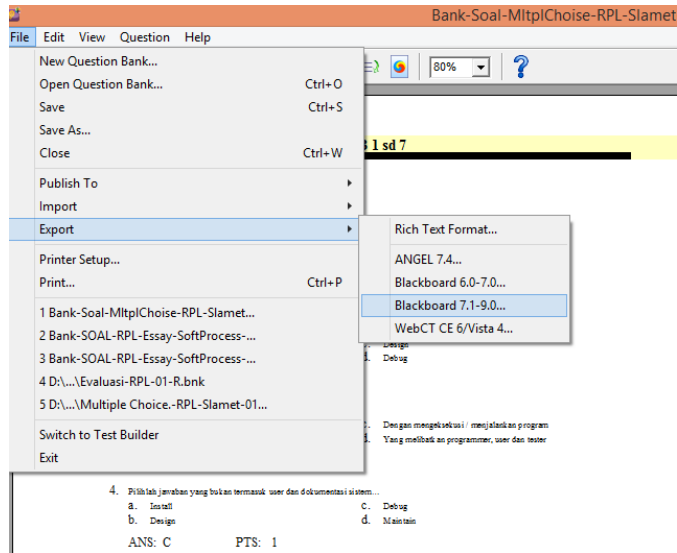 Bank-Soal-MltplChoise-RPL-Slamet
File Edit View Question Help
80%
New Question Bank...
Open Question Bank... Ctrl+O
Save Ctrl+S
Save As...
Close Ctrl+W
1 sd 7
Publish To
Import
Export
Rich Text Format...
ANGEL 7.4...
Blackboard 6.0-7.0...
Blackboard 7.1-9.0...
WebCT CE 6/Vista 4...
Printer Setup...
Print... Ctrl+P
1 Bank-Soal-MltplChoise-RPL-Slamet...
2 Bank-SOAL-RPL-Essay-SoftProcess-...
3 Bank-SOAL-RPL-Essay-SoftProcess-...
4 D:\...\Evaluasi-RPL-01-R.bnk
5 D:\...\Multiple Choice.-RPL-Slamet-01...
Switch to Test Builder
Exit
Design
d. Debug
Dengan mengeksekusi / menjalankan program
Yang melibatkan programmer, user dan tester
4. Pilihlah jawaban yang bukan termasuk user dan dokumentasi sistem...
a. Install c. Debug
b. Design d. Maintain
ANS: C PTS: 1